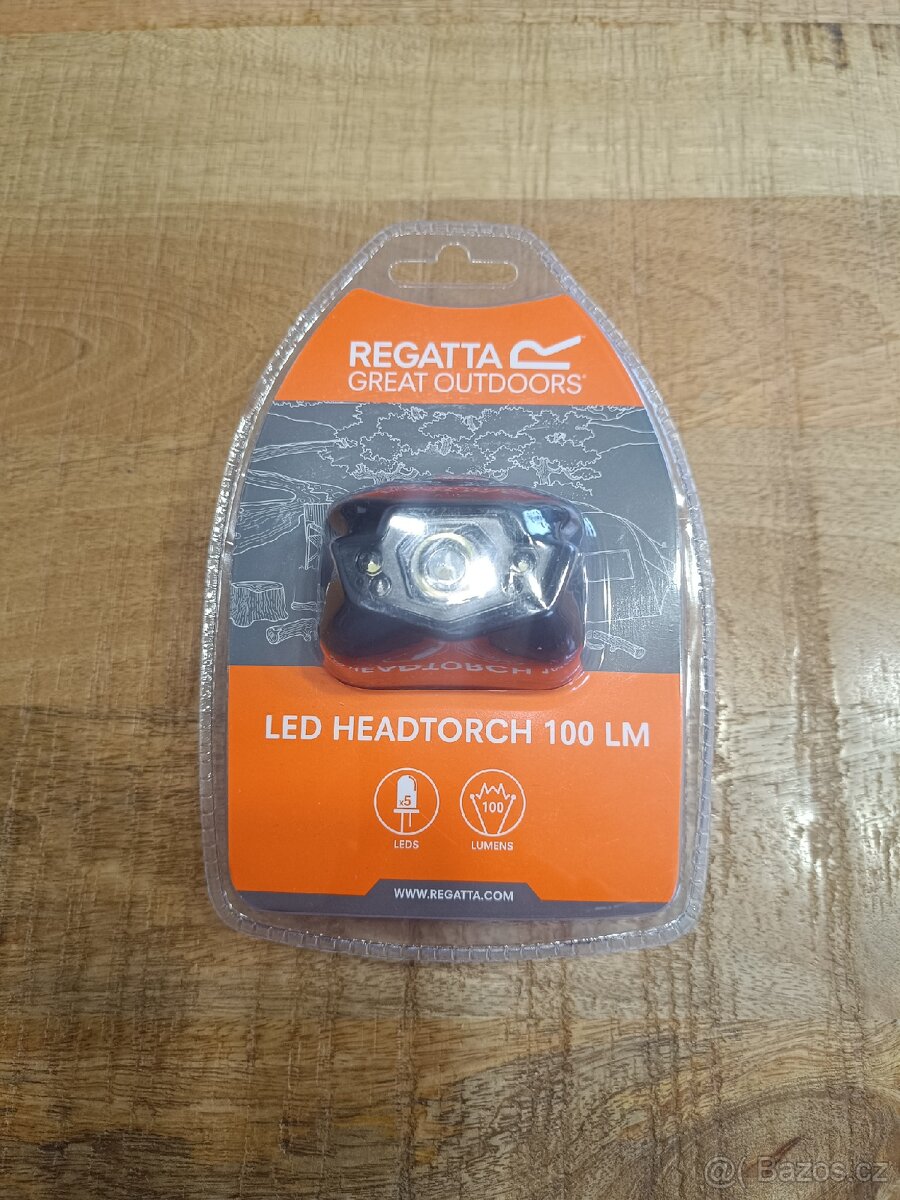 REGATTA
GREAT OUTDOORS
HEADTORCH
LED HEADTORCH 100 LM
x5
100
LEDS
LUMENS
WWW.REGATTA.COM
@ Bazos.cz